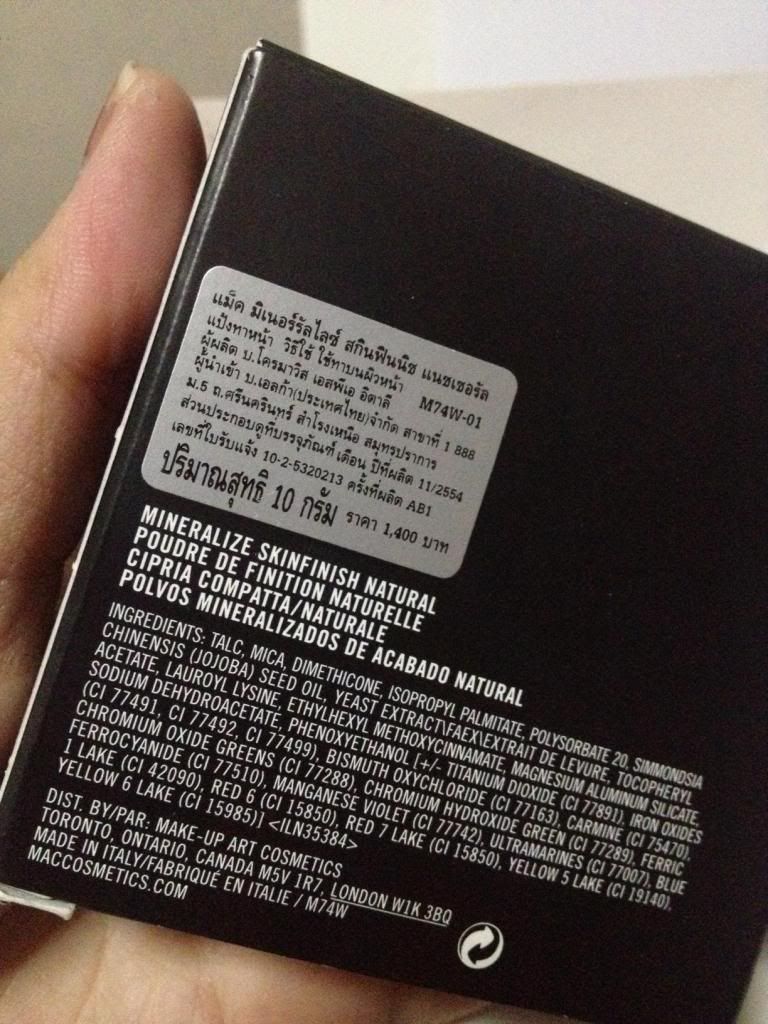 แม็ค มิเนอร์รัลไลซ์ สกินฟินนิช แนชเชอรัล
แป้งทาหน้า วิธีใช้ ใช้ทาบนผิวหน้า M74W-01
ผู้ผลิต บ.โครมาวิส เอสพีเอ อิตาลี
ผู้นำเข้า บ.เอลก้า(ประเทศไทย)จำกัด สาขาที่ 1 888
ม.5 ถ.ศรีนครินทร์ สำโรงเหนือ สมุทรปราการ
ส่วนประกอบดูที่บรรจุภัณฑ์ เดือน ปีที่ผลิต 11/2554
เลขที่ใบรับแจ้ง 10-2-5320213 ครั้งที่ผลิต AB1
ปริมาณสุทธิ 10 กรัม ราคา 1,400 บาท
MINERALIZE SKINFINISH NATURAL
POUDRE DE FINITION NATURELLE
CIPRIA COMPATTA/NATURALE
POLVOS MINERALIZADOS DE ACABADO NATURAL
INGREDIENTS: TALC, MICA, DIMETHICONE, ISOPROPYL PALMITATE, POLYSORBATE 20, SIMMONDSIA
CHINENSIS (JOJOBA) SEED OIL, YEAST EXTRACT\FAEX\EXTRAIT DE LEVURE, TOCOPHERYL
ACETATE, LAUROYL LYSINE, ETHYLHEXYL METHOXYCINNAMATE, MAGNESIUM ALUMINUM SILICATE,
SODIUM DEHYDROACETATE, PHENOXYETHANOL [+/- TITANIUM DIOXIDE (CI 77891), IRON OXIDES
(CI 77491, CI 77492, CI 77499), BISMUTH OXYCHLORIDE (CI 77163), CARMINE (CI 75470),
CHROMIUM OXIDE GREENS (CI 77288), CHROMIUM HYDROXIDE GREEN (CI 77289), FERRIC
FERROCYANIDE (CI 77510), MANGANESE VIOLET (CI 77742), ULTRAMARINES (CI 77007), BLUE
1 LAKE (CI 42090), RED 6 (CI 15850), RED 7 LAKE (CI 15850), YELLOW 5 LAKE (CI 19140),
YELLOW 6 LAKE (CI 15985)] <ILN35384>
DIST. BY/PAR: MAKE-UP ART COSMETICS
TORONTO, ONTARIO, CANADA M5V 1R7, LONDON W1K 3BQ
MADE IN ITALY/FABRIQUÉ EN ITALIE / M74W
MACCOSMETICS.COM